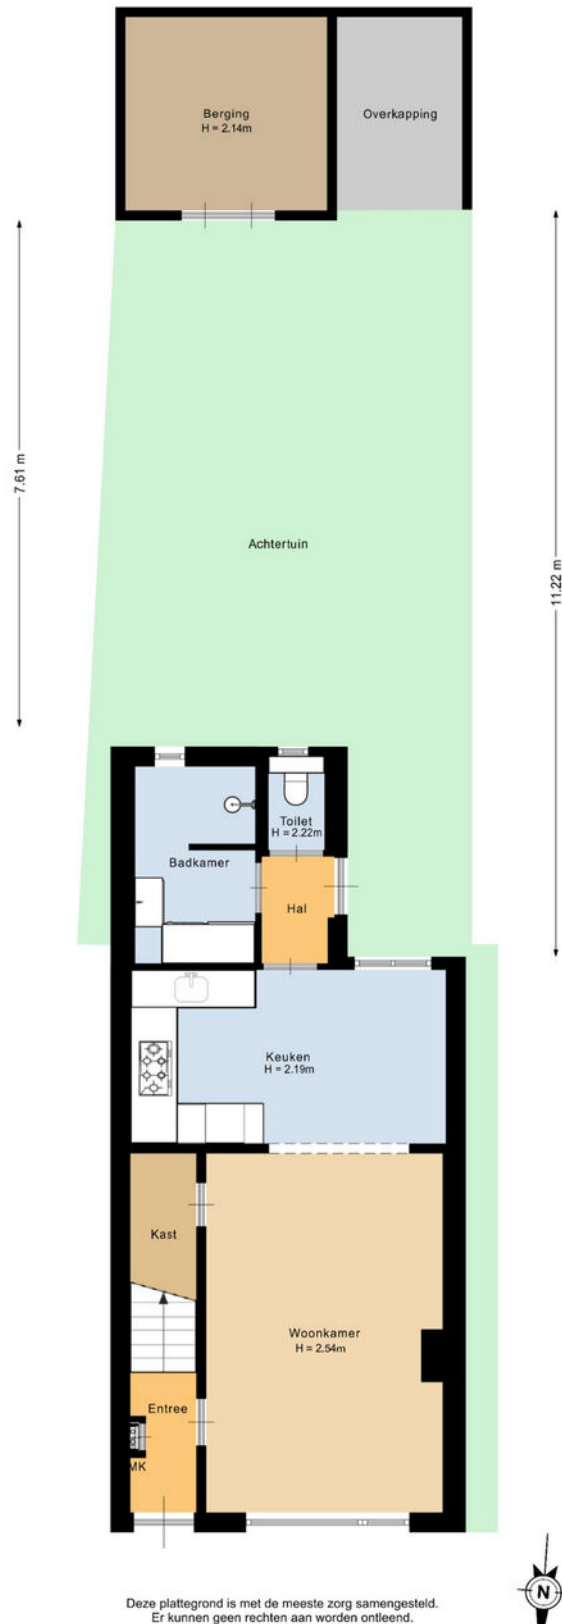 Berging
H = 2.14m
Overkapping
7.61 m
11.22 m
Achtertuin
Toilet
H = 2.22m
Badkamer
Hal
Keuken
H = 2.19m
Kast
Woonkamer
H = 2.54m
Entree
MK
N
Deze plattegrond is met de meeste zorg samengesteld.
Er kunnen geen rechten aan worden ontleend.